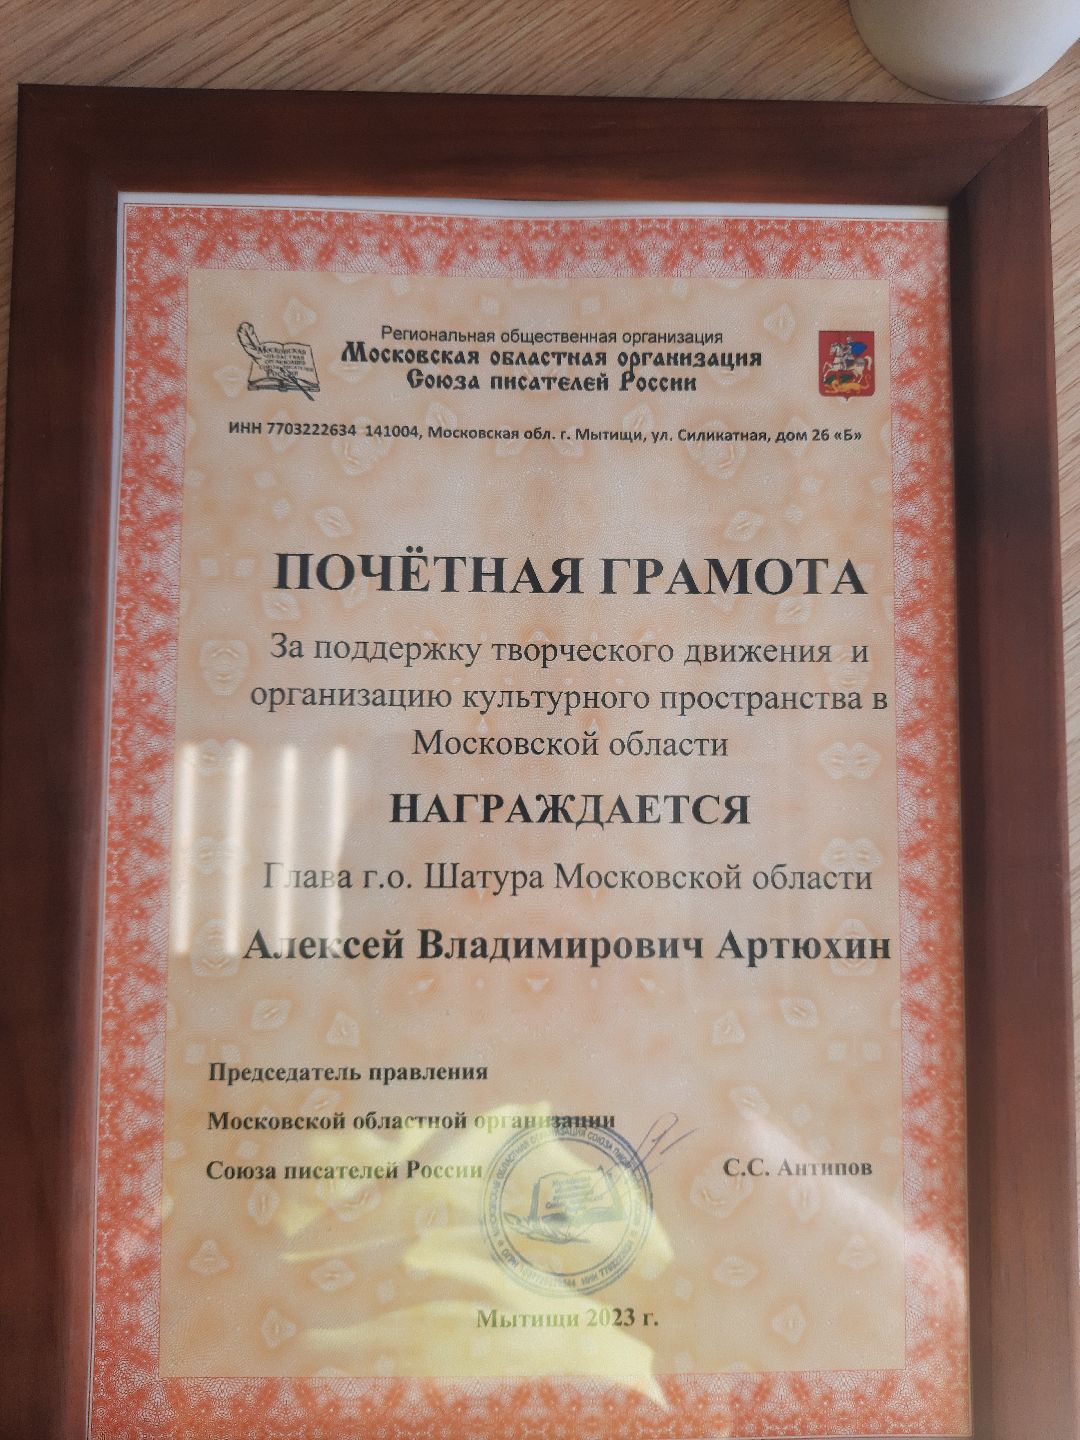 Региональная общественная организация
Московская областная организация
Союза писателей России
ИНН 7703222634 141004, Московская обл. г. Мытищи, ул. Силикатная, дом 26 «Б»
ПОЧЁТНАЯ ГРАМОТА
За поддержку творческого движения и
организацию культурного пространства в
Московской области
НАГРАЖДАЕТСЯ
Глава г.о. Шатура Московской области
Алексей Владимирович Артюхин
Председатель правления
Московской областной организации
Союза писателей России
С.С. Антипов
Мытищи 2023 г.